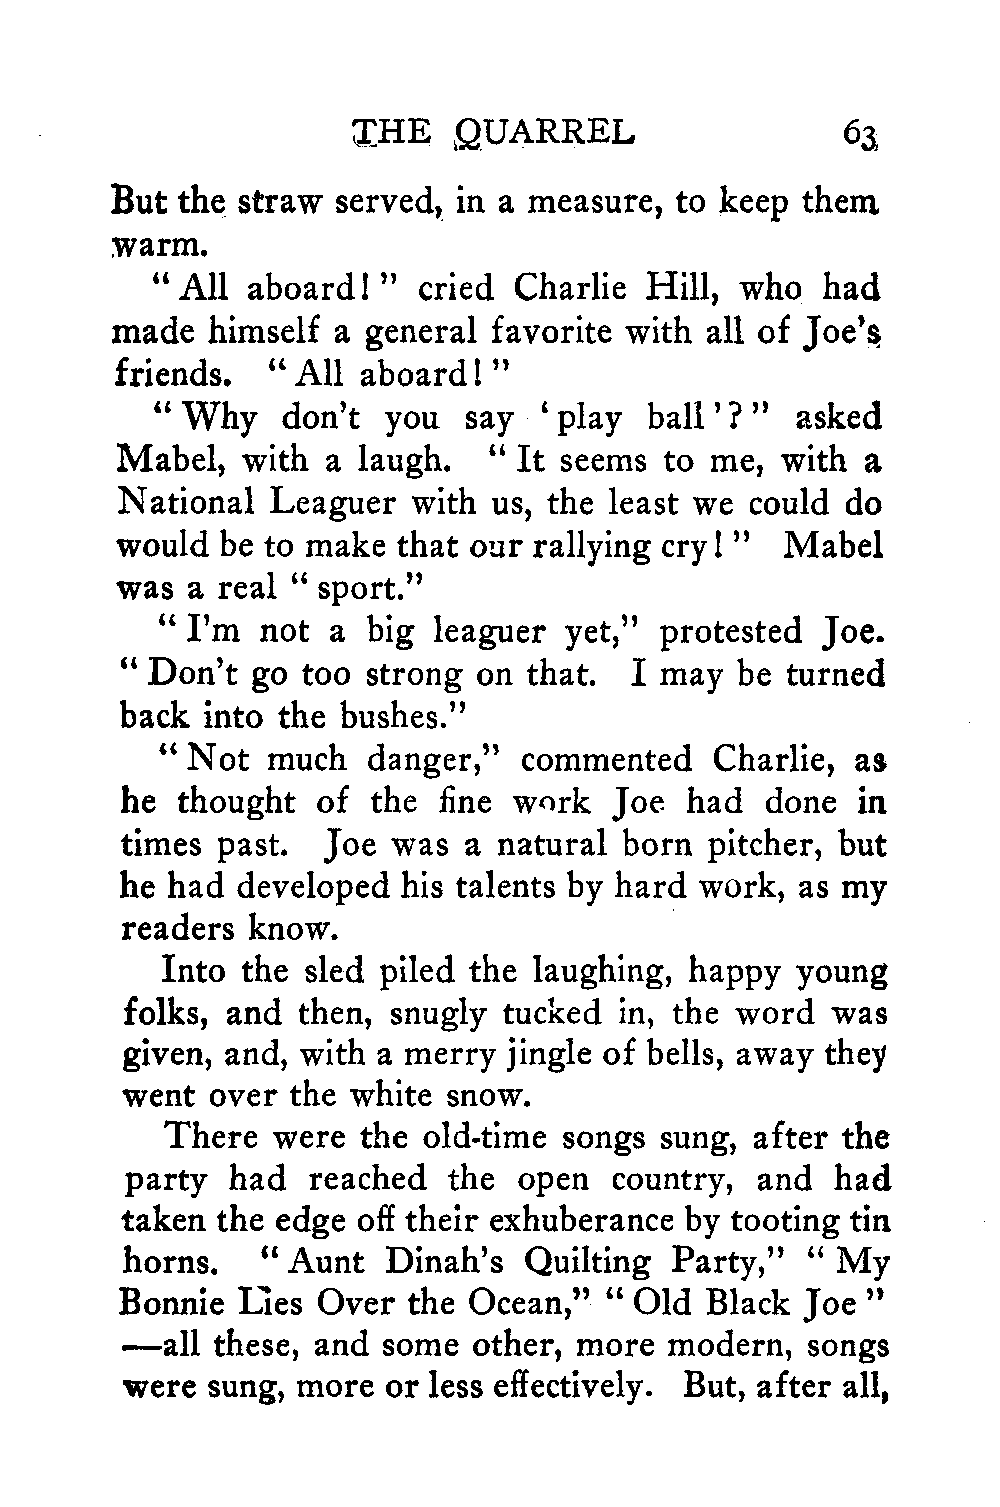 THE QUARREL 63
But the straw served, in a measure, to keep them
warm.
“All aboard!” cried Charlie Hill, who had
made himself a general favorite with all of Joe’s
friends. “All aboard!”
“Why don’t you say ‘play ball’?” asked
Mabel, with a laugh. “It seems to me, with a
National Leaguer with us, the least we could do
would be to make that our rallying cry!” Mabel
was a real “sport.”
“I’m not a big leaguer yet,” protested Joe.
“Don’t go too strong on that. I may be turned
back into the bushes.”
“Not much danger,” commented Charlie, as
he thought of the fine work Joe had done in
times past. Joe was a natural born pitcher, but
he had developed his talents by hard work, as my
readers know.
Into the sled piled the laughing, happy young
folks, and then, snugly tucked in, the word was
given, and, with a merry jingle of bells, away they
went over the white snow.
There were the old-time songs sung, after the
party had reached the open country, and had
taken the edge off their exhuberance by tooting tin
horns. “Aunt Dinah’s Quilting Party,” “My
Bonnie Lies Over the Ocean,” “Old Black Joe”
—all these, and some other, more modern, songs
were sung, more or less effectively. But, after all,